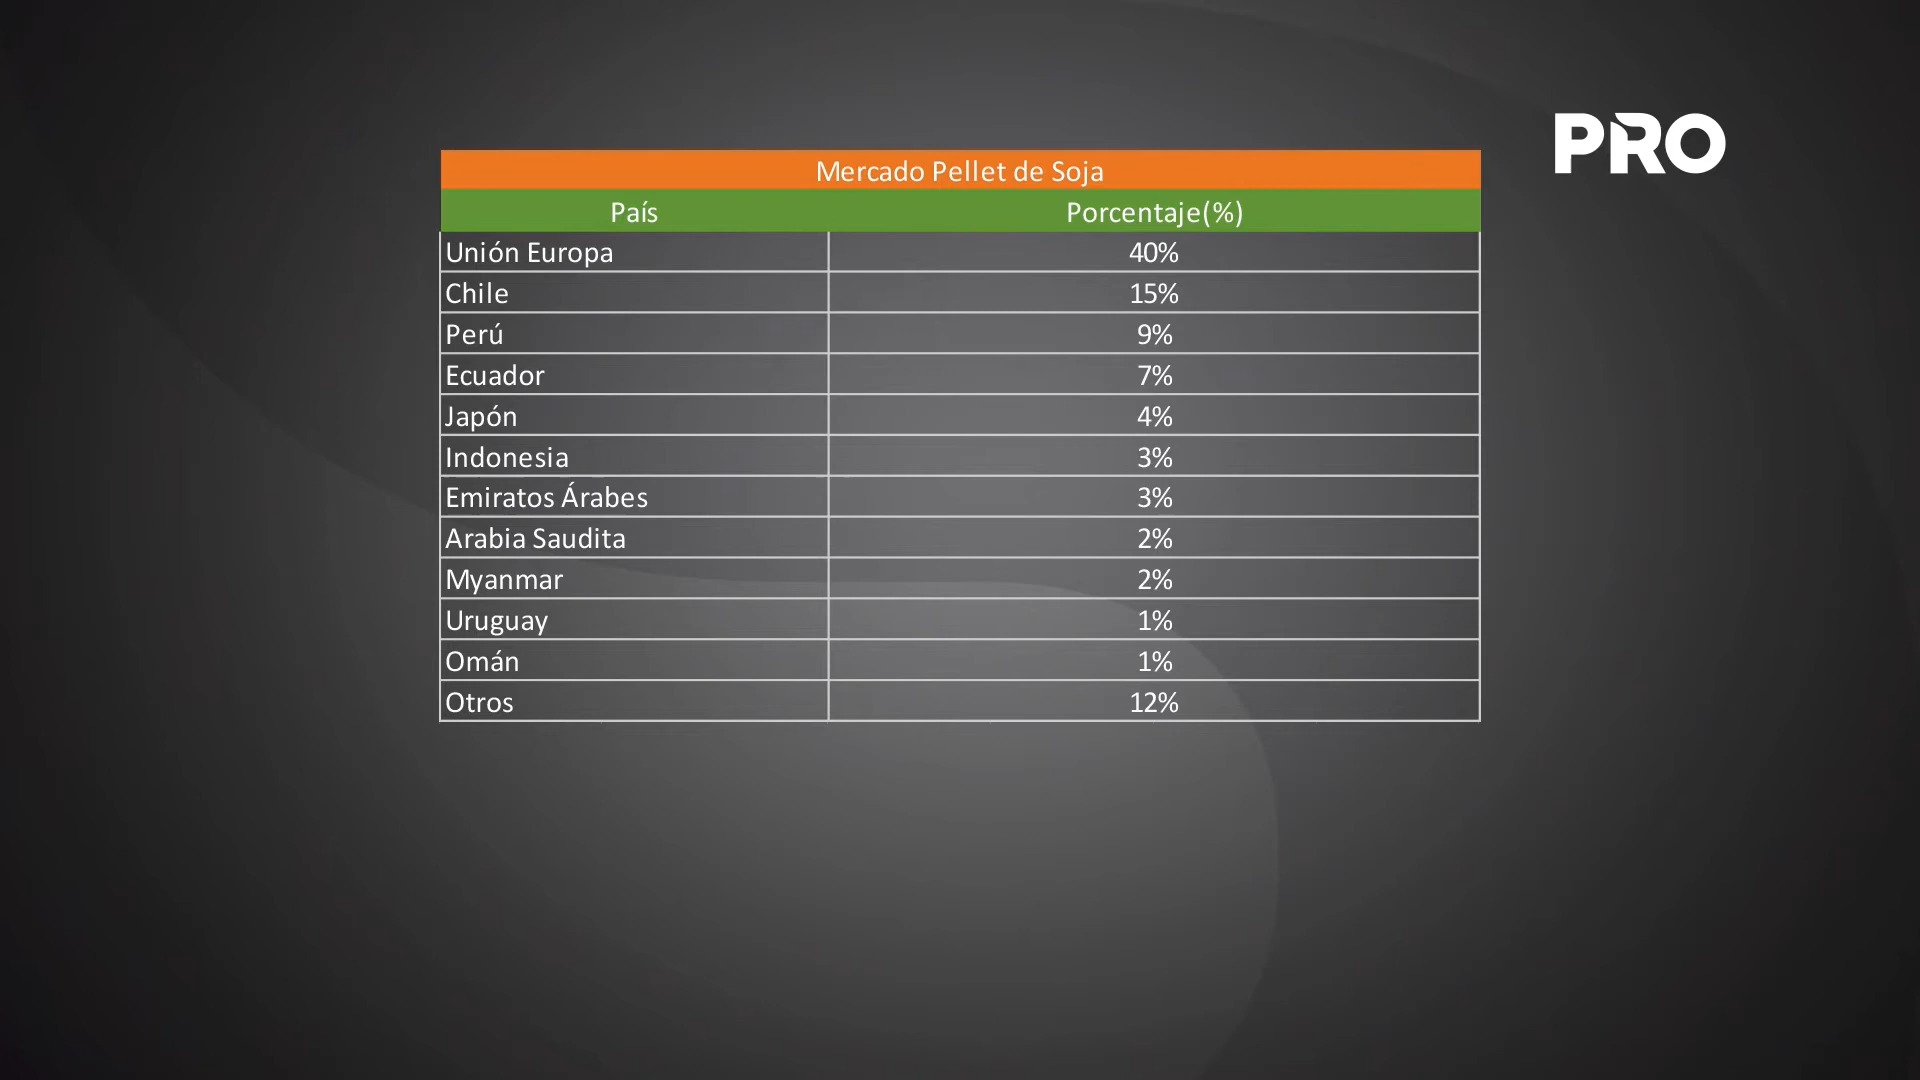 PRO
Mercado Pellet de Soja
País Porcentaje(%)
Unión Europa 40%
Chile 15%
Perú 9%
Ecuador 7%
Japón 4%
Indonesia 3%
Emiratos Árabes 3%
Arabia Saudita 2%
Myanmar 2%
Uruguay 1%
Omán 1%
Otros 12%